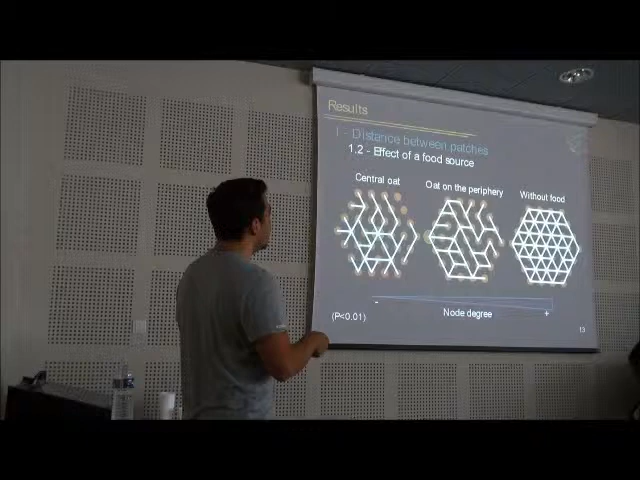 Results
1 - Distance between patches
1.2 - Effect of a food source
Central oat
Oat on the periphery
Without food
-
+
(P<0.01)
Node degree
13